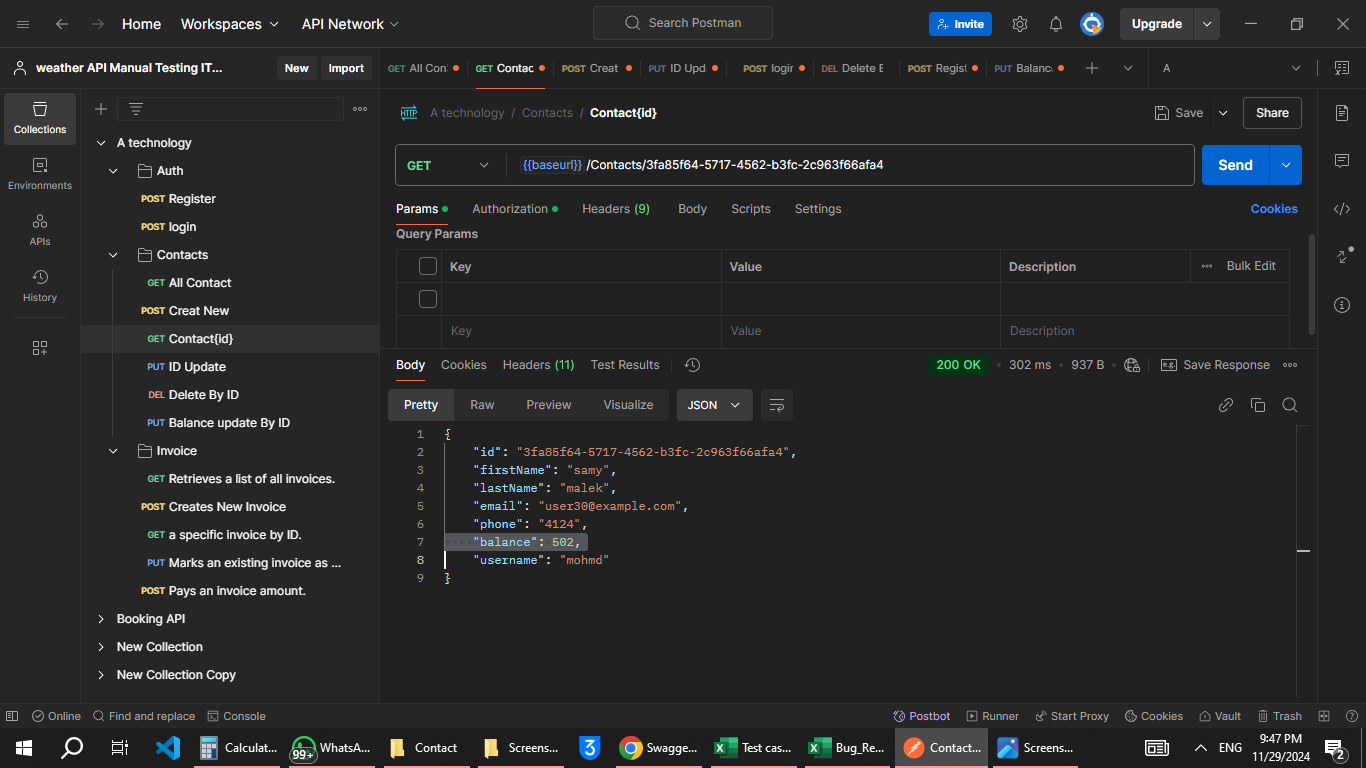 Home Workspaces API Network Search Postman Invite Upgrade
weather API Manual Testing IT... New Import
GET All Con GET Contac POST Creat PUT ID Upd POST login DEL Delete E POST Regist PUT Balanc A
Collections
Environments
APIs
History
A technology
Auth
POST Register
POST login
Contacts
GET All Contact
POST Creat New
GET Contact{id}
PUT ID Update
DEL Delete By ID
PUT Balance update By ID
Invoice
GET Retrieves a list of all invoices.
POST Creates New Invoice
GET a specific invoice by ID.
PUT Marks an existing invoice as ...
POST Pays an invoice amount.
Booking API
New Collection
New Collection Copy
HTTP A technology / Contacts / Contact{id} Save Share
GET {{baseurl}} /Contacts/3fa85f64-5717-4562-b3fc-2c963f66afa4 Send
Params Authorization Headers (9) Body Scripts Settings Cookies
Query Params
Key Value Description Bulk Edit
Key Value Description
Body Cookies Headers (11) Test Results 200 OK 302 ms 937 B e.g. Save Response
Pretty Raw Preview Visualize JSON
1 {
2 "id": "3fa85f64-5717-4562-b3fc-2c963f66afa4",
3 "firstName": "samy",
4 "lastName": "malek",
5 "email": "user30@example.com",
6 "phone": "4124",
7 "balance": 502,
8 "username": "mohmd"
9 }
Online Find and replace Console Postbot Runner Start Proxy Cookies Vault Trash
Calculat... 99+ WhatsA... Contact Screens... Swagge... Test cas... Bug_Re... Contact... Screens... ENG 9:47 PM
11/29/2024 2